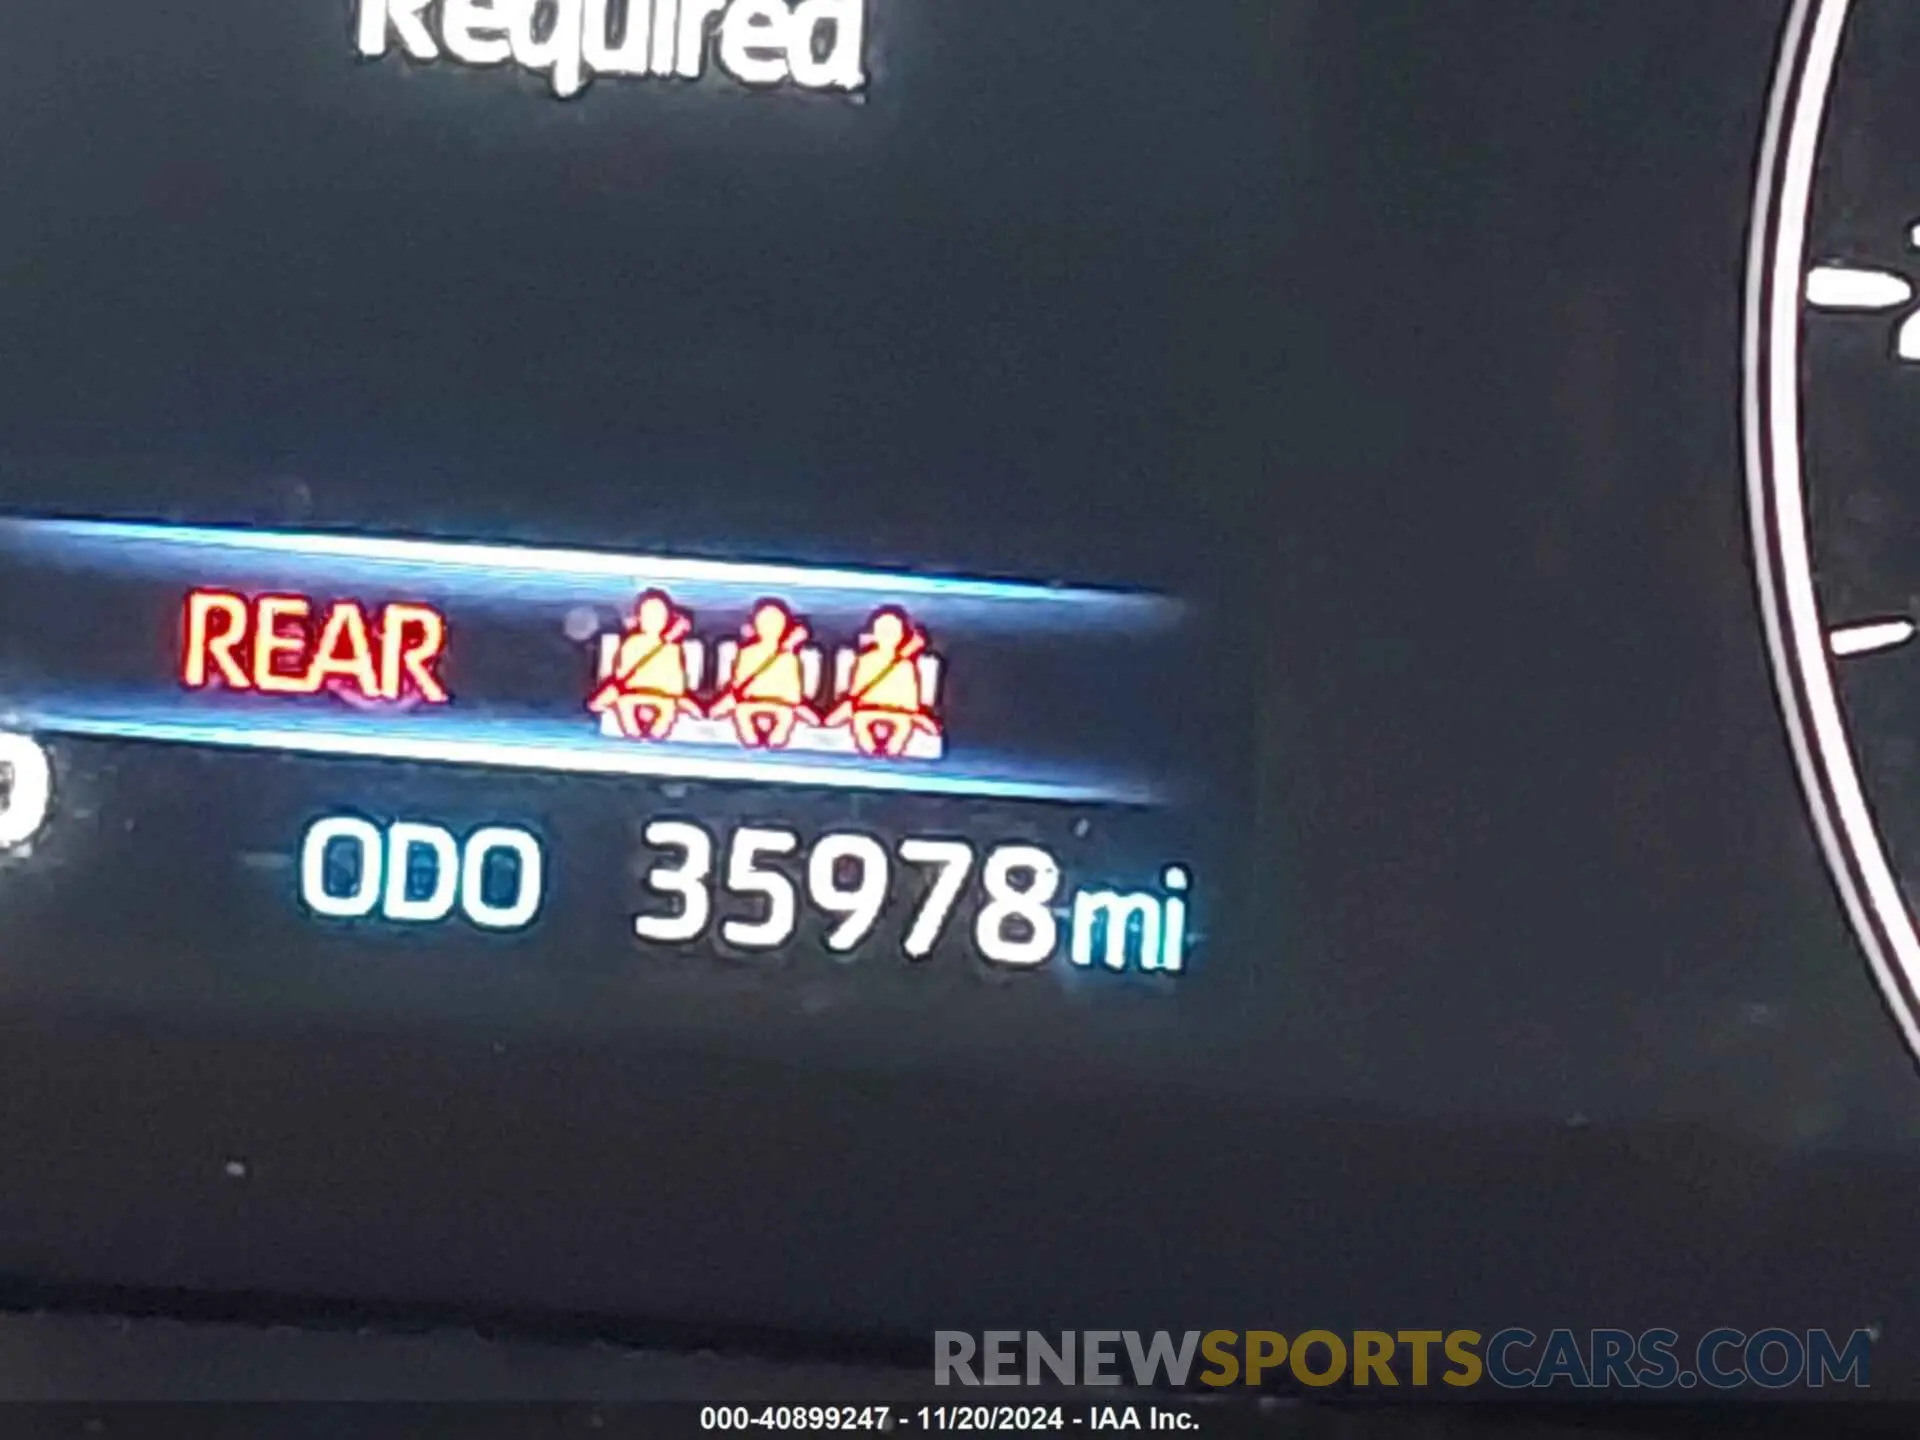 Required
REAR
ODO 35978mi
RENEWSPORTSCARS.COM
000-40899247 - 11/20/2024 - IAA Inc.